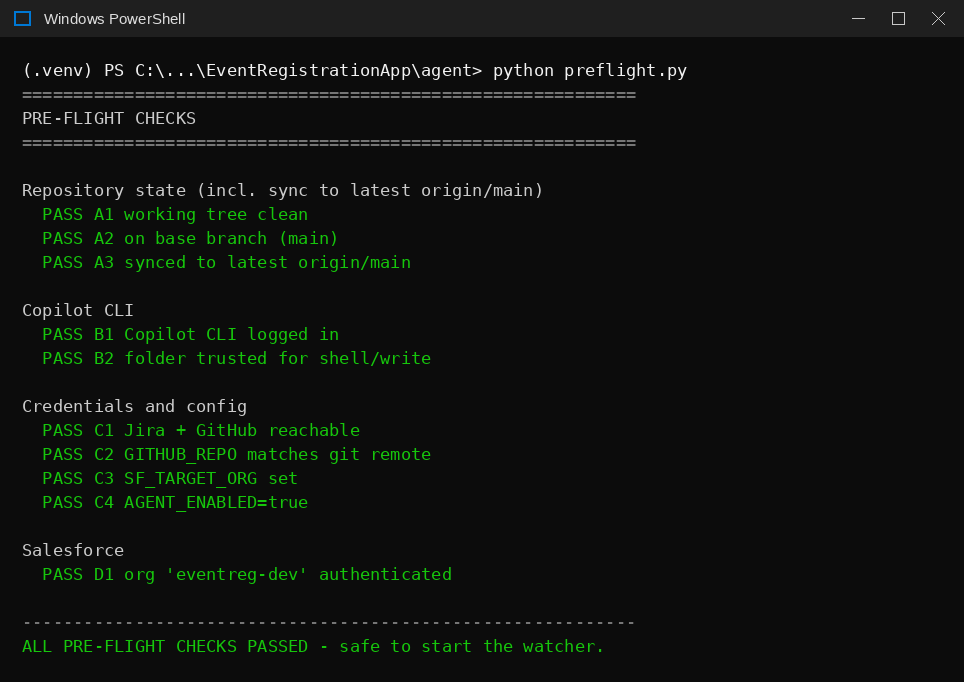 Windows PowerShell
(.venv) PS C:\...\EventRegistrationApp\agent> python preflight.py
============================================================
PRE-FLIGHT CHECKS
============================================================
Repository state (incl. sync to latest origin/main)
PASS A1 working tree clean
PASS A2 on base branch (main)
PASS A3 synced to latest origin/main
Copilot CLI
PASS B1 Copilot CLI logged in
PASS B2 folder trusted for shell/write
Credentials and config
PASS C1 Jira + GitHub reachable
PASS C2 GITHUB_REPO matches git remote
PASS C3 SF_TARGET_ORG set
PASS C4 AGENT_ENABLED=true
Salesforce
PASS D1 org 'eventreg-dev' authenticated
------------------------------------------------------------
ALL PRE-FLIGHT CHECKS PASSED - safe to start the watcher.